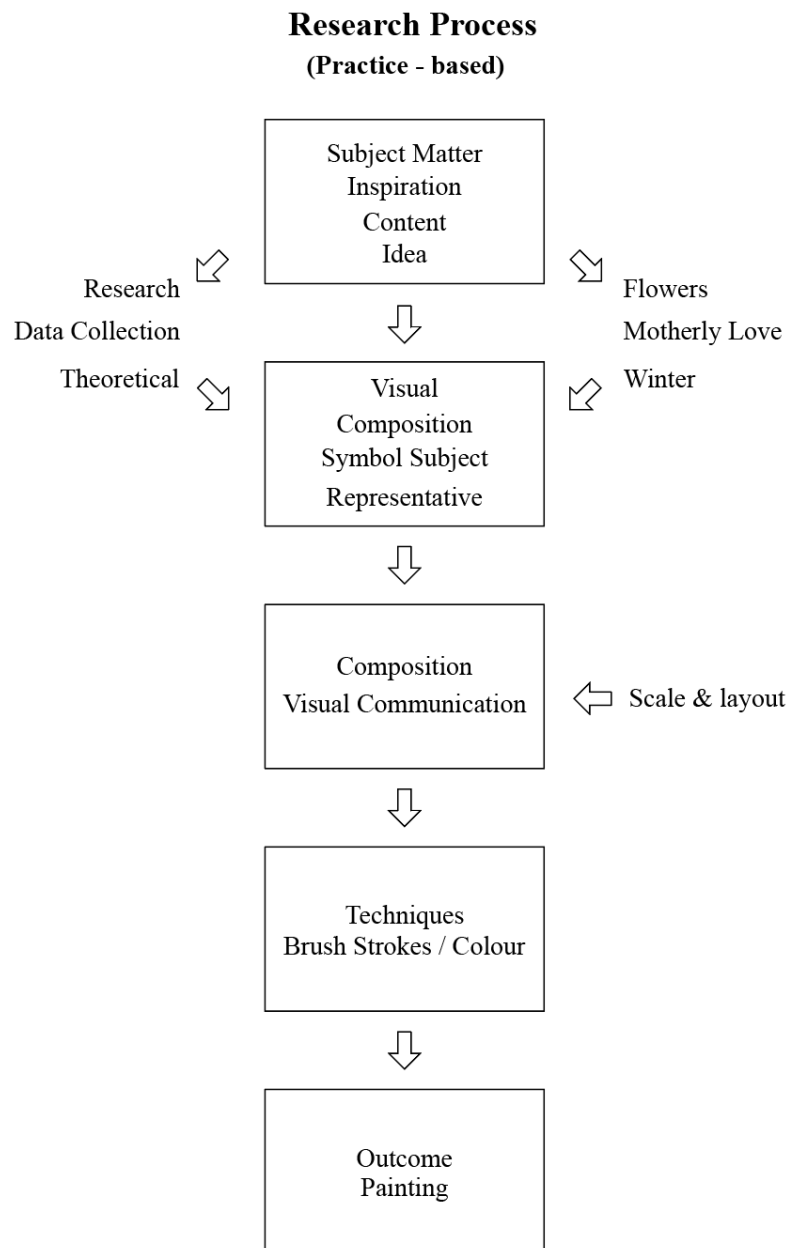 Research Process
(Practice - based)
Subject Matter
Inspiration
Content
Idea
Research
Data Collection
Theoretical
Flowers
Motherly Love
Winter
Visual
Composition
Symbol Subject
Representative
Composition
Visual Communication
Scale & layout
Techniques
Brush Strokes / Colour
Outcome
Painting